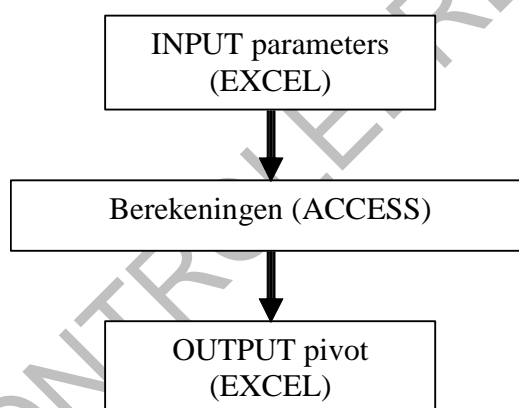 INPUT parameters
(EXCEL)
Berekeningen (ACCESS)
OUTPUT pivot
(EXCEL)